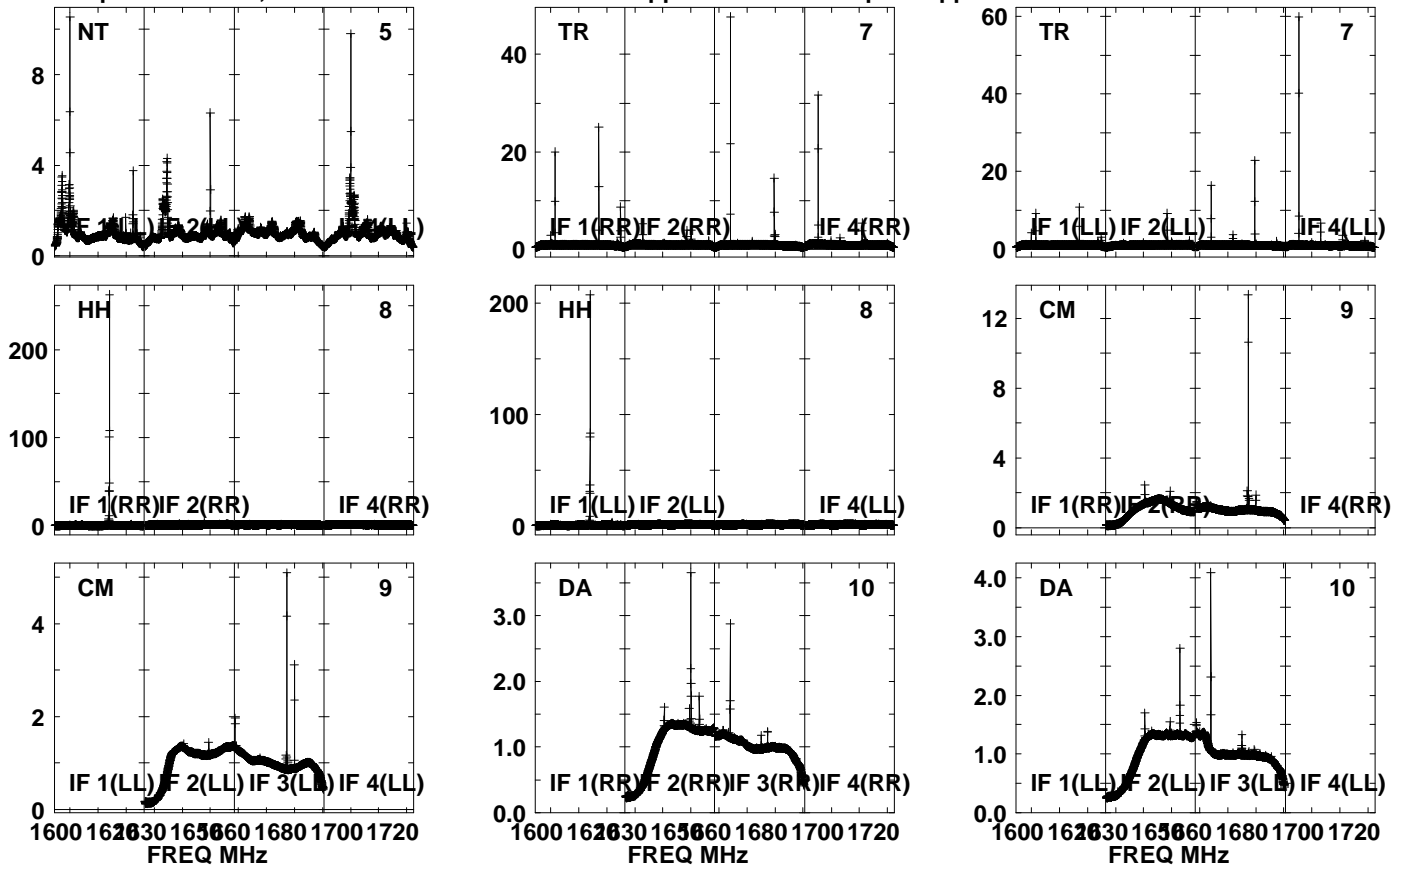 NT 5
8
4
0
IF 1(LL) IF 2(LL) IF 4(LL)
TR 7
40
20
0
IF 1(RR) IF 2(RR) IF 4(RR)
TR 7
60
40
20
0
IF 1(LL) IF 2(LL) IF 4(LL)
HH 8
200
100
0
IF 1(RR) IF 2(RR) IF 4(RR)
HH 8
200
100
0
IF 1(LL) IF 2(LL) IF 4(LL)
CM 9
12
8
4
0
IF 1(RR) IF 2(RR) IF 4(RR)
CM 9
4
2
0
IF 1(LL) IF 2(LL) IF 3(LL) IF 4(LL)
1600 1620 1630 1650 1660 1680 1700 1720
FREQ MHz
DA 10
3.0
2.0
1.0
0.0
IF 1(RR) IF 2(RR) IF 3(RR) IF 4(RR)
1600 1620 1630 1650 1660 1680 1700 1720
DA 10
4.0
3.0
2.0
1.0
0.0
IF 1(LL) IF 2(LL) IF 3(LL) IF 4(LL)
1600 1620 1630 1650 1660 1680 1700 1720
FREQ MHz